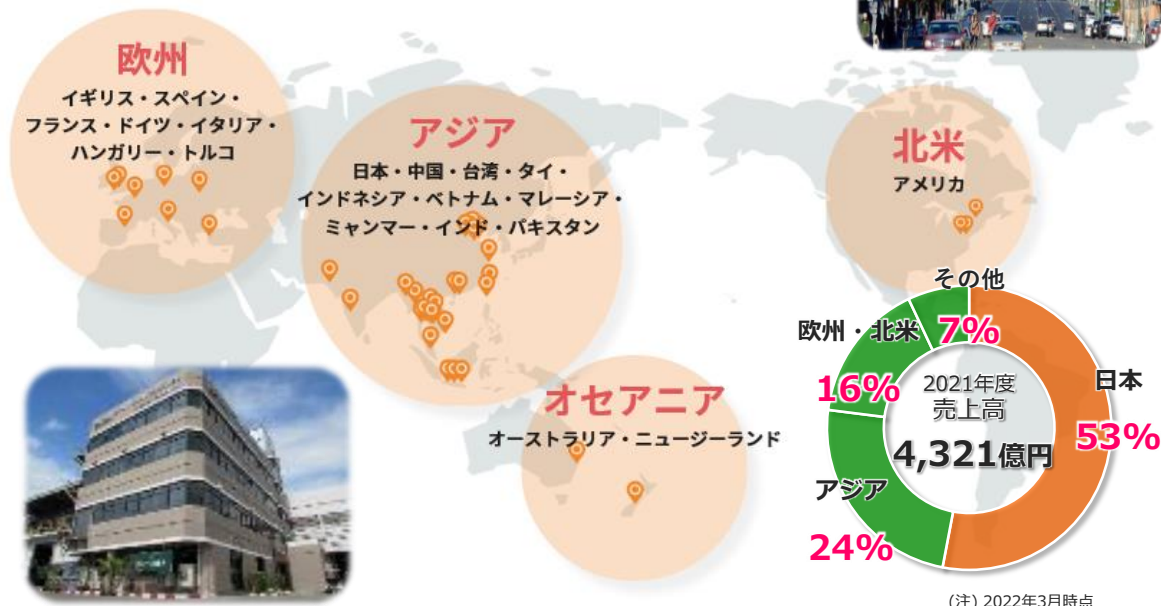 欧州
イギリス・スペイン・
フランス・ドイツ・イタリア・
ハンガリー・トルコ
アジア
日本・中国・台湾・タイ・
インドネシア・ベトナム・マレーシア・
ミャンマー・インド・パキスタン
北米
アメリカ
オセアニア
オーストラリア・ニュージーランド
その他
7%
欧州・北米
16%
日本
53%
アジア
24%
2021年度
売上高
4,321億円
(注) 2022年3月時点